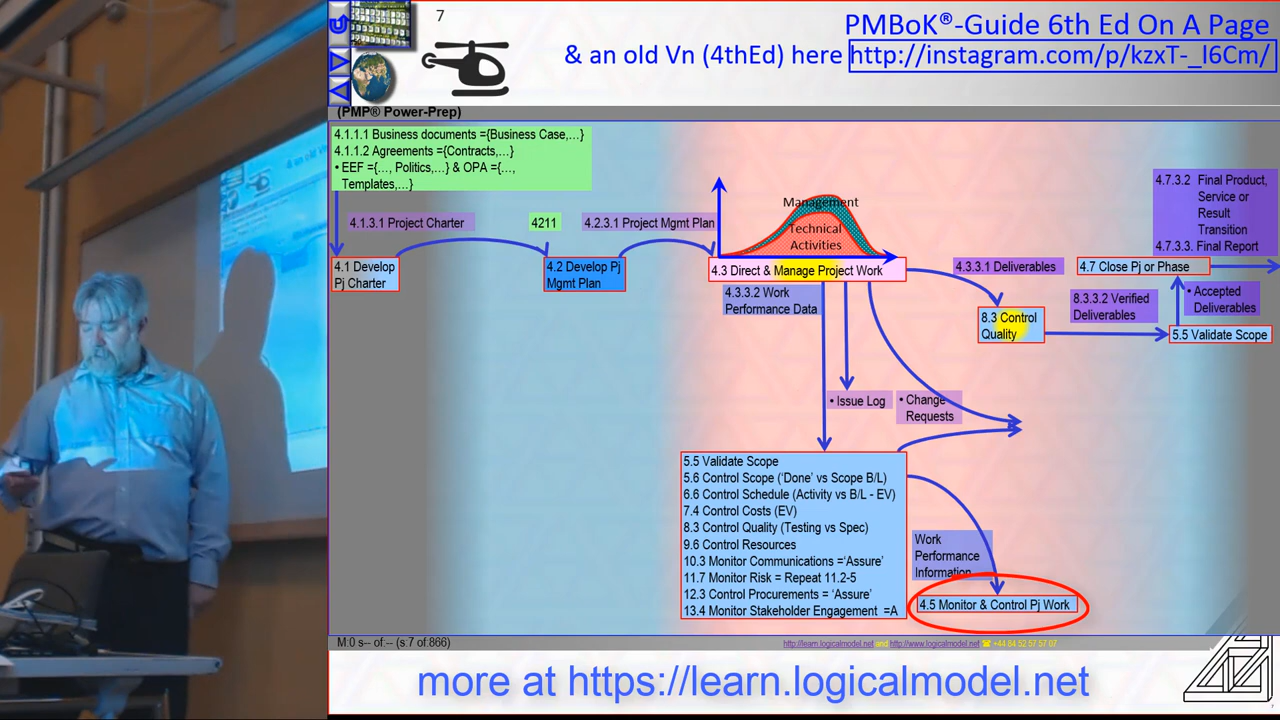 7
PMBoK®-Guide 6th Ed On A Page
& an old Vn (4thEd) here http://instagram.com/p/kzxT-_I6Cm/
(PMP® Power-Prep)
4.1.1.1 Business documents ={Business Case,…}
4.1.1.2 Agreements ={Contracts,…}
• EEF ={…, Politics,…} & OPA ={…,
Templates,…}
4.1.3.1 Project Charter
4211
4.2.3.1 Project Mgmt Plan
Management
Technical
Activities
4.7.3.2 Final Product,
Service or
Result
Transition
4.7.3.3. Final Report
4.1 Develop
Pj Charter
4.2 Develop Pj
Mgmt Plan
4.3 Direct & Manage Project Work
4.3.3.1 Deliverables
4.7 Close Pj or Phase
4.3.3.2 Work
Performance Data
8.3 Control
Quality
8.3.3.2 Verified
Deliverables
• Accepted
Deliverables
5.5 Validate Scope
• Issue Log
• Change
Requests
5.5 Validate Scope
5.6 Control Scope ('Done' vs Scope B/L)
6.6 Control Schedule (Activity vs B/L - EV)
7.4 Control Costs (EV)
8.3 Control Quality (Testing vs Spec)
9.6 Control Resources
10.3 Monitor Communications ='Assure'
11.7 Monitor Risk = Repeat 11.2-5
12.3 Control Procurements = 'Assure'
13.4 Monitor Stakeholder Engagement =A
Work
Performance
Information
4.5 Monitor & Control Pj Work
M:0 s-- of:-- (s:7 of:866)
http://learn.logicalmodel.net and http://www.logicalmodel.net ☎ +44 84 52 57 57 07
more at https://learn.logicalmodel.net